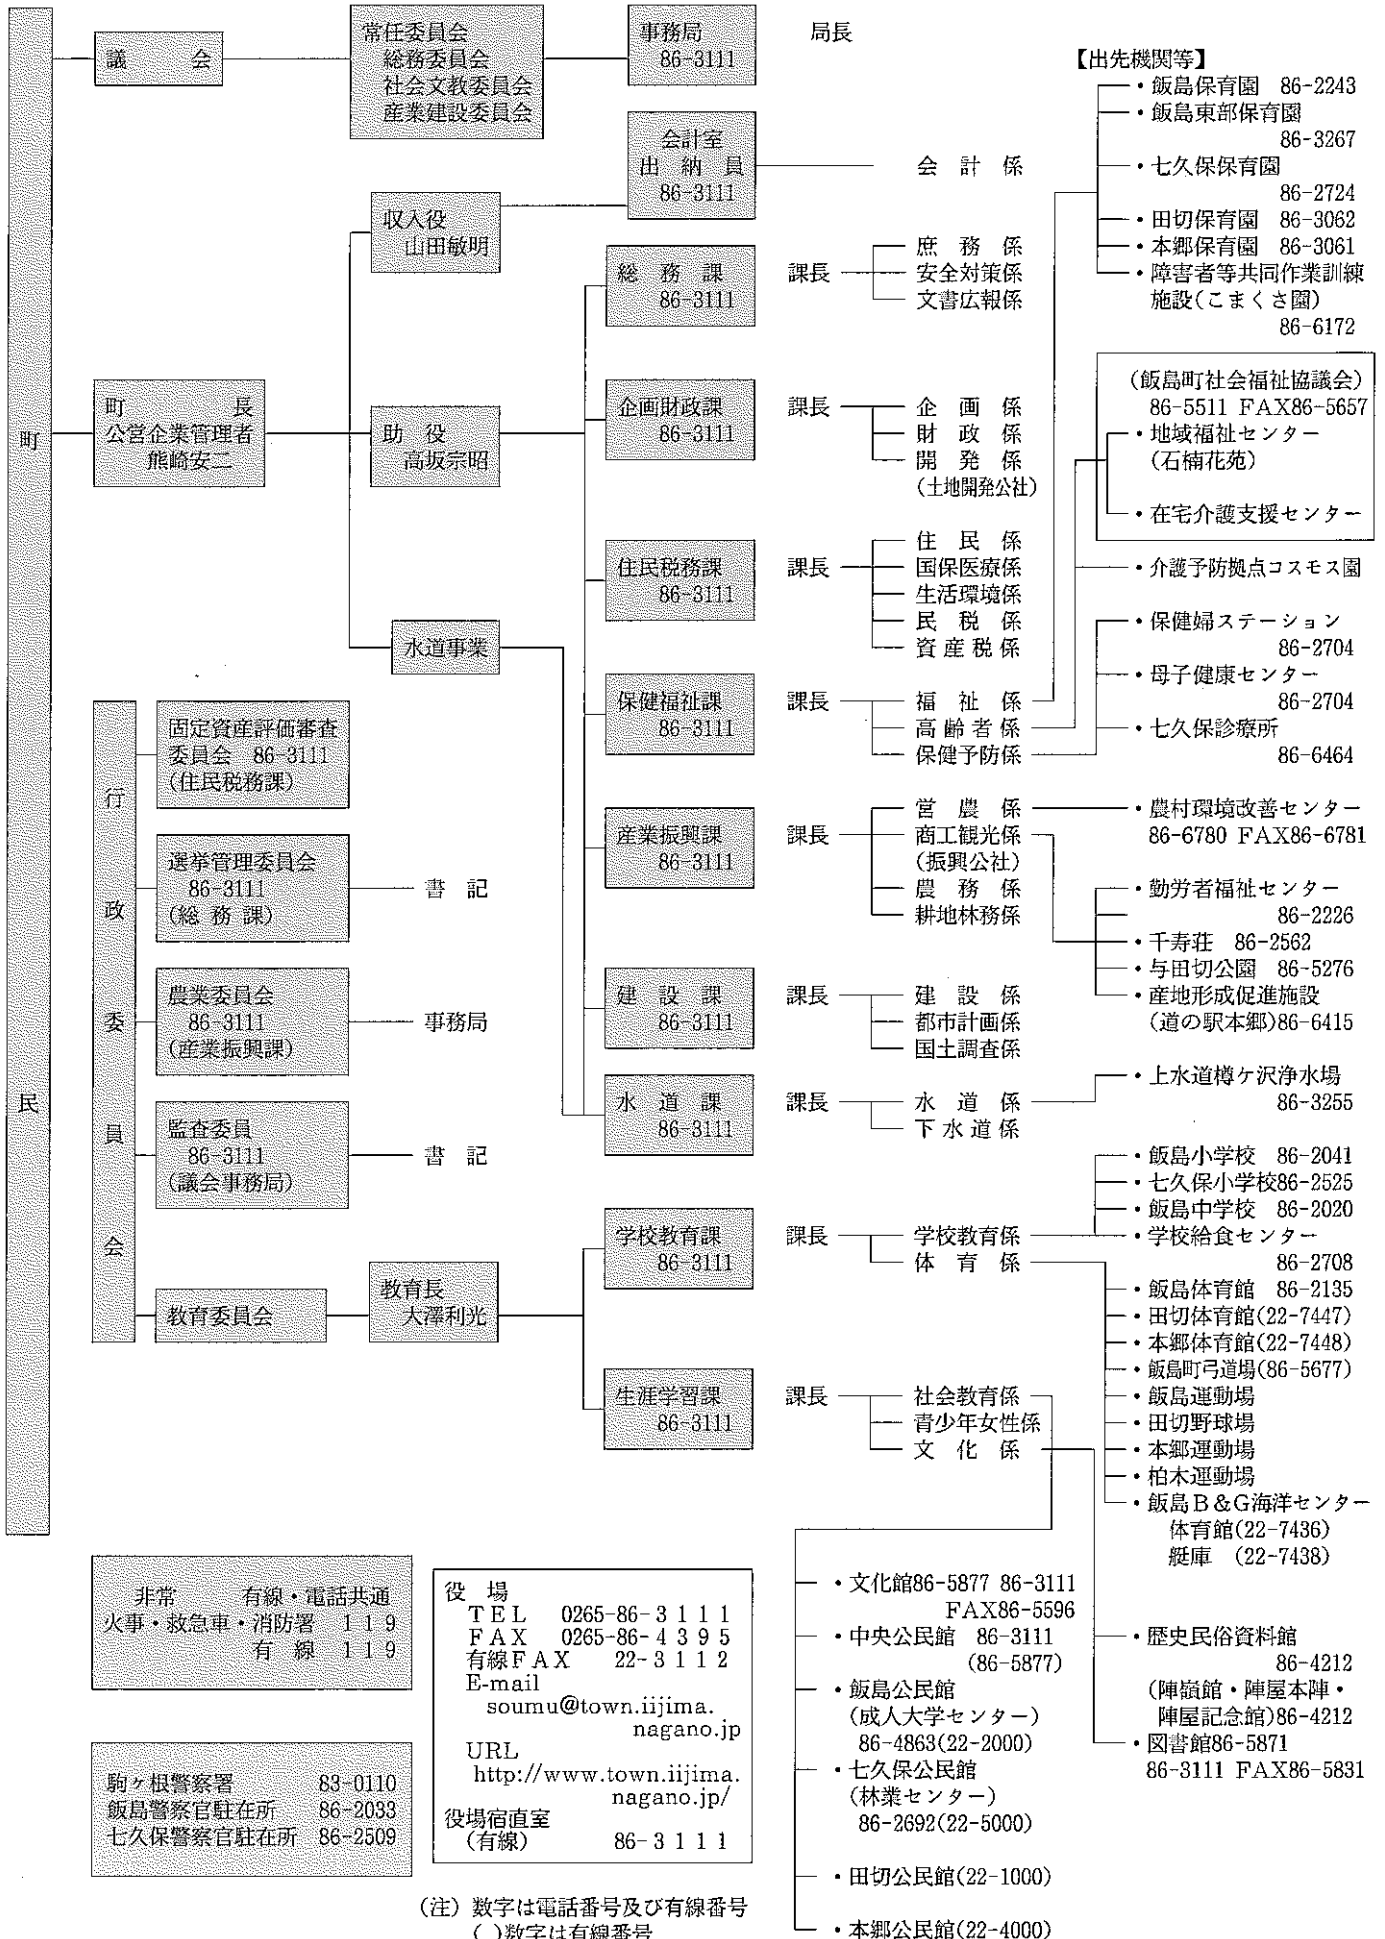 町民
議会
常任委員会
総務委員会
社会文教委員会
産業建設委員会
事務局
86-3111
局長
会計室
出納員
86-3111
会計係
収入役
山田敏明
町長
公営企業管理者
熊崎安二
助役
高坂宗昭
水道事業
総務課
86-3111
課長
庶務係
安全対策係
文書広報係
企画財政課
86-3111
課長
企画係
財政係
開発係
(土地開発公社)
住民税務課
86-3111
課長
住民係
国保医療係
生活環境係
民税係
資産税係
保健福祉課
86-3111
課長
福祉係
高齢者係
保健予防係
産業振興課
86-3111
課長
営農係
商工観光係
(振興公社)
農務係
耕地林務係
建設課
86-3111
課長
建設係
都市計画係
国土調査係
水道課
86-3111
課長
水道係
下水道係
行政委員会
固定資産評価審査
委員会 86-3111
(住民税務課)
選挙管理委員会
86-3111
(総務課)
書記
農業委員会
86-3111
(産業振興課)
事務局
監査委員
86-3111
(議会事務局)
書記
教育委員会
教育長
大澤利光
学校教育課
86-3111
課長
学校教育係
体育係
生涯学習課
86-3111
課長
社会教育係
青少年女性係
文化係
【出先機関等】
・飯島保育園 86-2243
・飯島東部保育園
86-3267
・七久保保育園
86-2724
・田切保育園 86-3062
・本郷保育園 86-3061
・障害者等共同作業訓練
施設(こまくさ園)
86-6172
(飯島町社会福祉協議会)
86-5511 FAX86-5657
・地域福祉センター
(石楠花苑)
・在宅介護支援センター
・介護予防拠点コスモス園
・保健婦ステーション
86-2704
・母子健康センター
86-2704
・七久保診療所
86-6464
・農村環境改善センター
86-6780 FAX86-6781
・勤労者福祉センター
86-2226
・千寿荘 86-2562
・与田切公園 86-5276
・産地形成促進施設
(道の駅本郷)86-6415
・上水道樽ケ沢浄水場
86-3255
・飯島小学校 86-2041
・七久保小学校86-2525
・飯島中学校 86-2020
・学校給食センター
86-2708
・飯島体育館 86-2135
・田切体育館(22-7447)
・本郷体育館(22-7448)
・飯島町弓道場(86-5677)
・飯島運動場
・田切野球場
・本郷運動場
・柏木運動場
・飯島B&G海洋センター
体育館(22-7436)
艇庫 (22-7438)
・文化館86-5877 86-3111
FAX86-5596
・中央公民館 86-3111
(86-5877)
・飯島公民館
(成人大学センター)
86-4863(22-2000)
・七久保公民館
(林業センター)
86-2692(22-5000)
・田切公民館(22-1000)
・本郷公民館(22-4000)
・歴史民俗資料館
86-4212
(陣嶺館・陣屋本陣・
陣屋記念館)86-4212
・図書館86-5871
86-3111 FAX86-5831
非常 有線・電話共通
火事・救急車・消防署 119
有線 119
駒ケ根警察署 83-0110
飯島警察官駐在所 86-2033
七久保警察官駐在所 86-2509
役場
TEL 0265-86-3111
FAX 0265-86-4395
有線FAX 22-3112
E-mail
soumu@town.iijima.
nagano.jp
URL
http://www.town.iijima.
nagano.jp/
役場宿直室
(有線) 86-3111
(注) 数字は電話番号及び有線番号
( )数字は有線番号